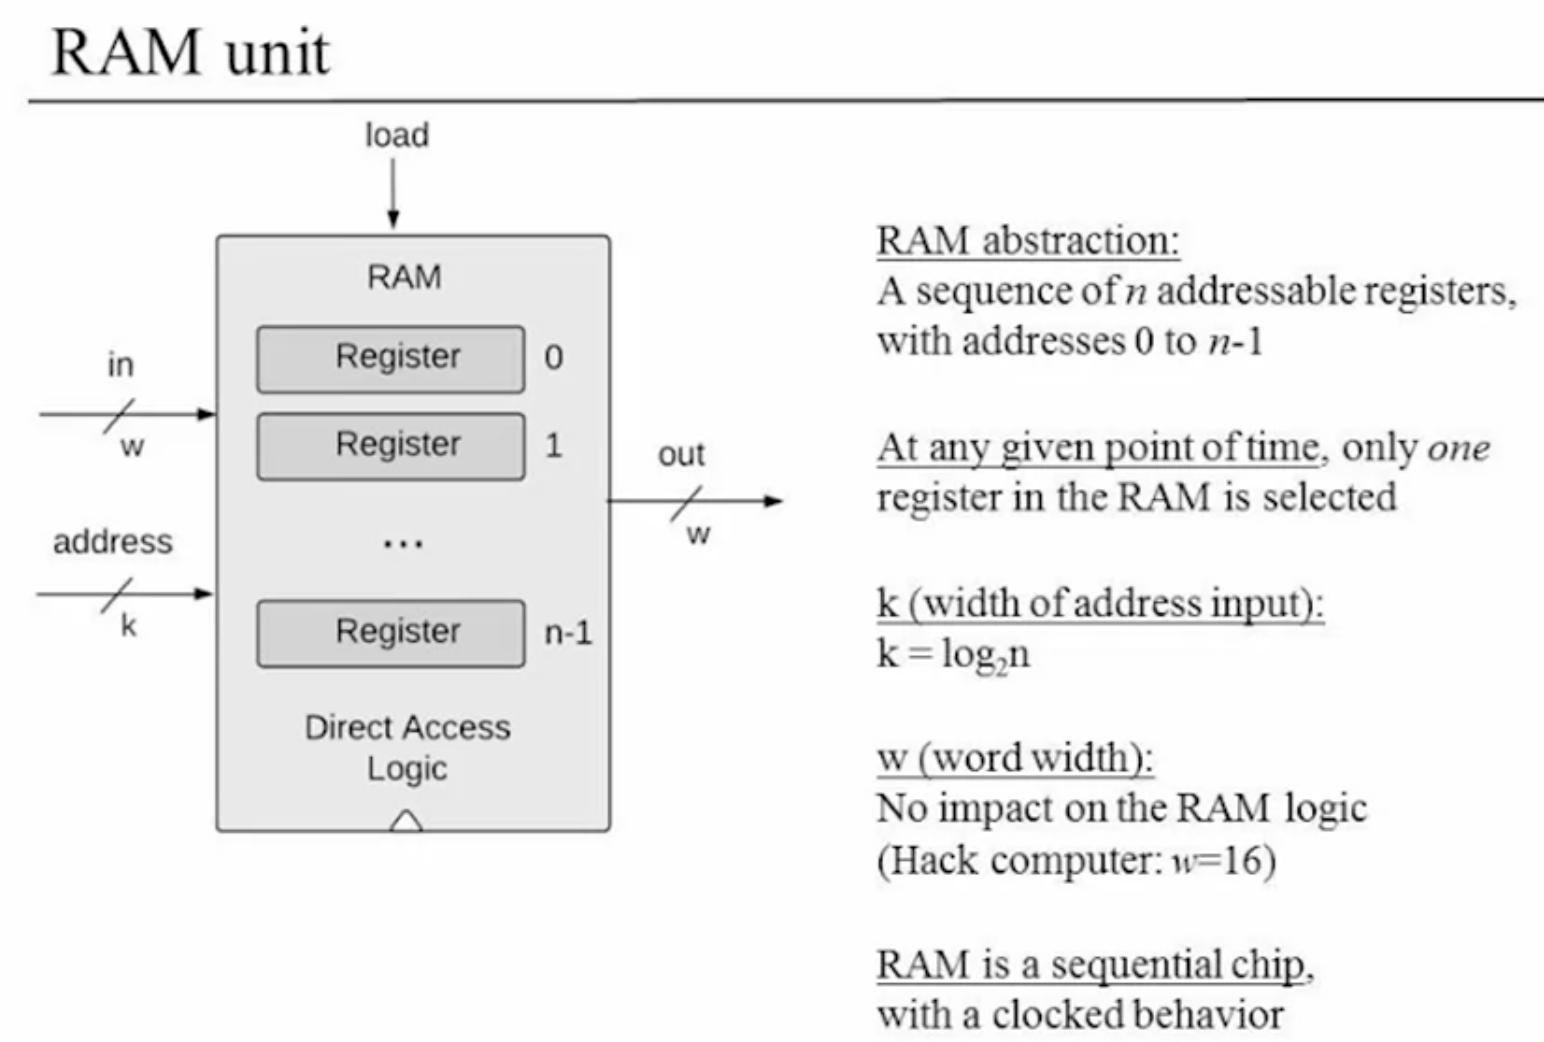 RAM unit
load
RAM
Register 0
in
w
Register 1
out
w
address
k
...
Register n-1
Direct Access
Logic
RAM abstraction:
A sequence of n addressable registers,
with addresses 0 to n-1
At any given point of time, only one
register in the RAM is selected
k (width of address input):
k = log₂n
w (word width):
No impact on the RAM logic
(Hack computer: w=16)
RAM is a sequential chip,
with a clocked behavior